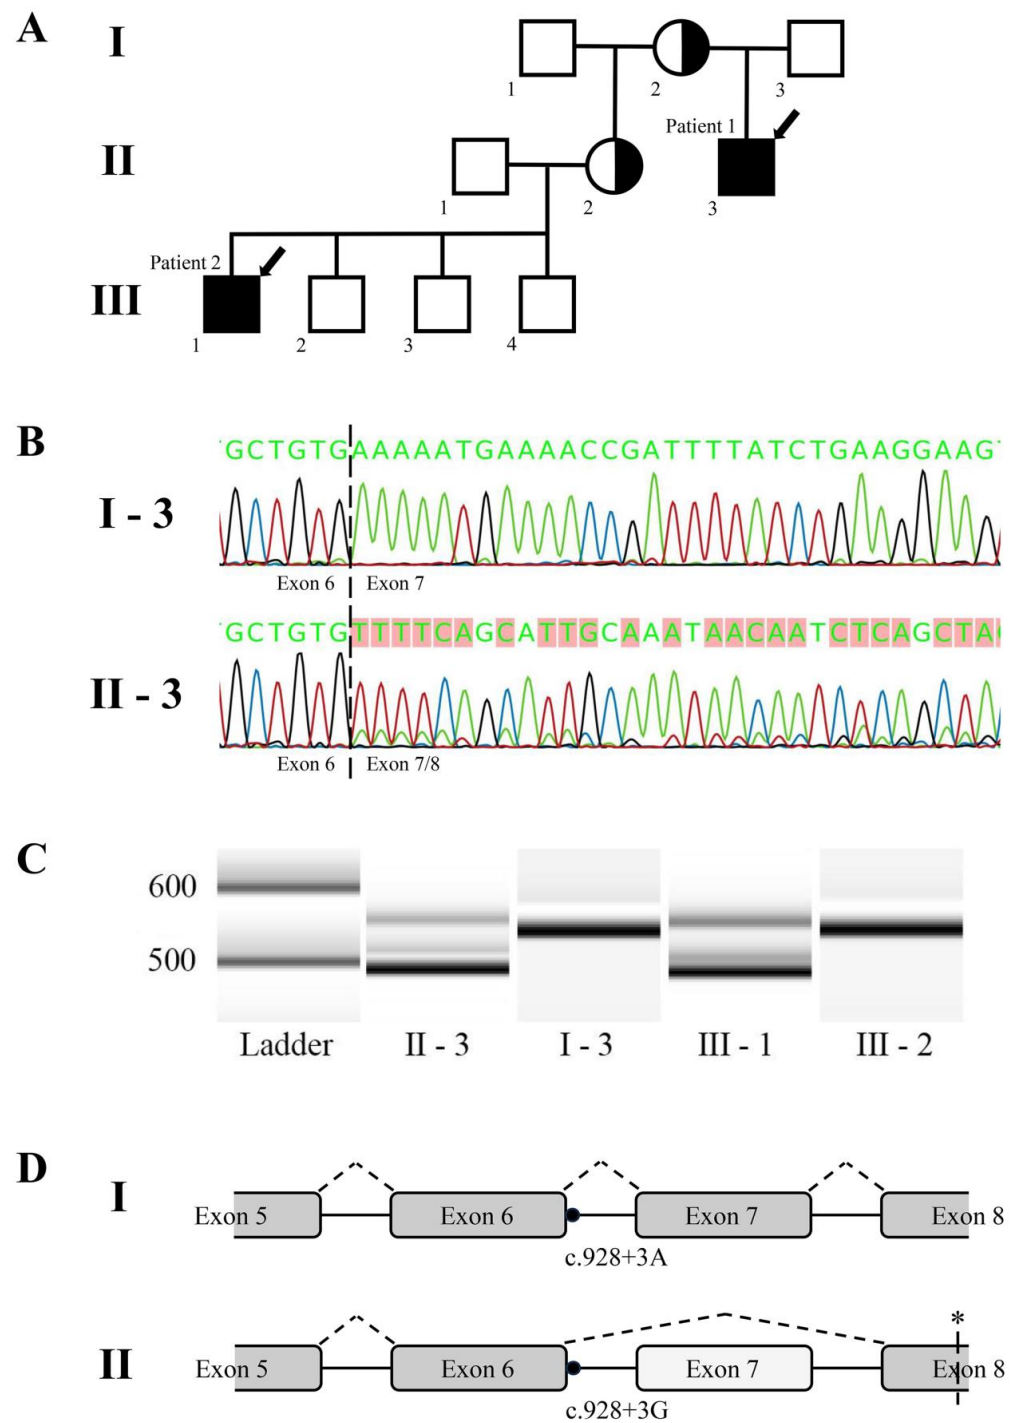 A
I
1
2
3
Patient 1
II
1
2
3
Patient 2
III
1
2
3
4
B
GCTGTGAAAAATGAAAACCGATTTTATCTGAAGGAAG
I - 3
Exon 6
Exon 7
GCTGTGTTTTCAGCATTGCAAATAACAATCTCAGCTA
II - 3
Exon 6
Exon 7/8
C
600
500
Ladder
II - 3
I - 3
III - 1
III - 2
D
I
Exon 5
Exon 6
Exon 7
Exon 8
c.928+3A
*
II
Exon 5
Exon 6
Exon 7
Exon 8
c.928+3G